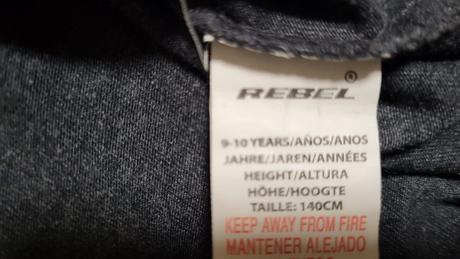 REBEL®
9-10 YEARS/AÑOS/ANOS
JAHRE/JAREN/ANNÉES
HEIGHT/ALTURA
HÖHE/HOOGTE
TAILLE: 140CM
KEEP AWAY FROM FIRE
MANTENER ALEJADO